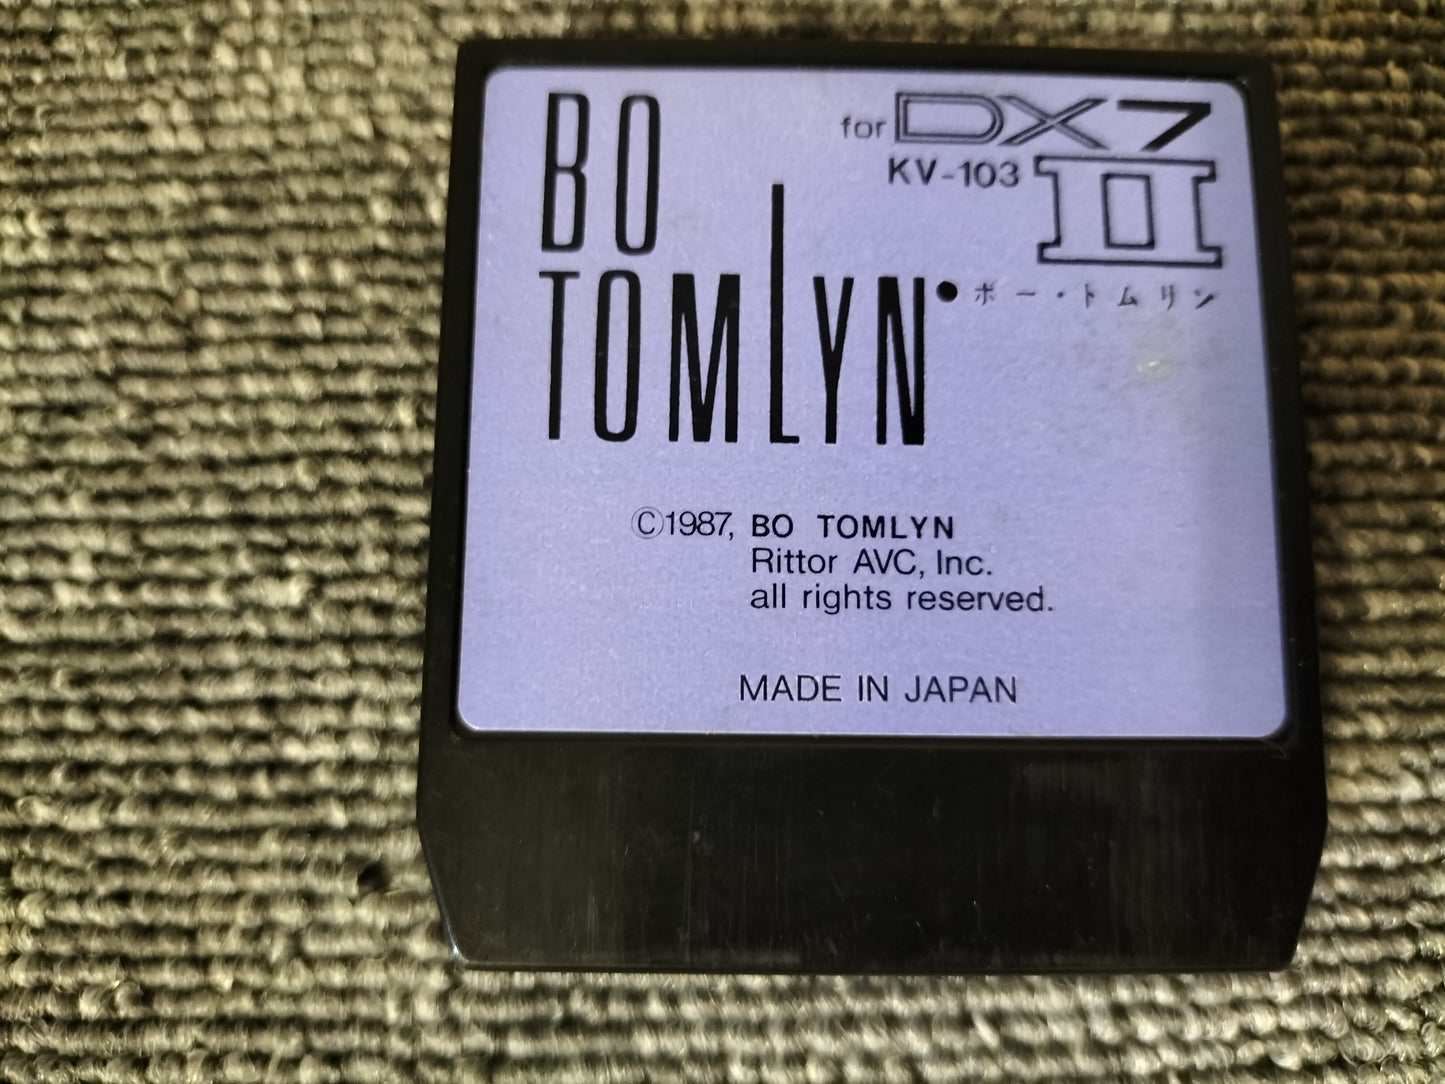 BO
TOMLYN
for DX7
KV-103 II
●ボー・トムリン
©1987, BO TOMLYN
Rittor AVC, Inc.
all rights reserved.
MADE IN JAPAN